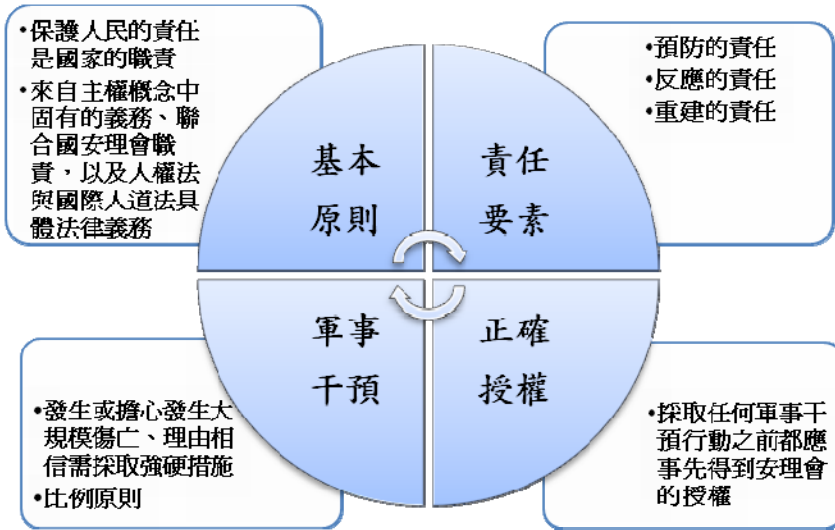 •保護人民的責任
是國家的職責
•來自主權概念中
固有的義務、聯
合國安理會職
責，以及人權法
與國際人道法具
體法律義務
•預防的責任
•反應的責任
•重建的責任
基本
原則
責任
要素
軍事
干預
正確
授權
•發生或擔心發生大
規模傷亡、理由相
信需採取強硬措施
•比例原則
•採取任何軍事干
預行動之前都應
事先得到安理會
的授權